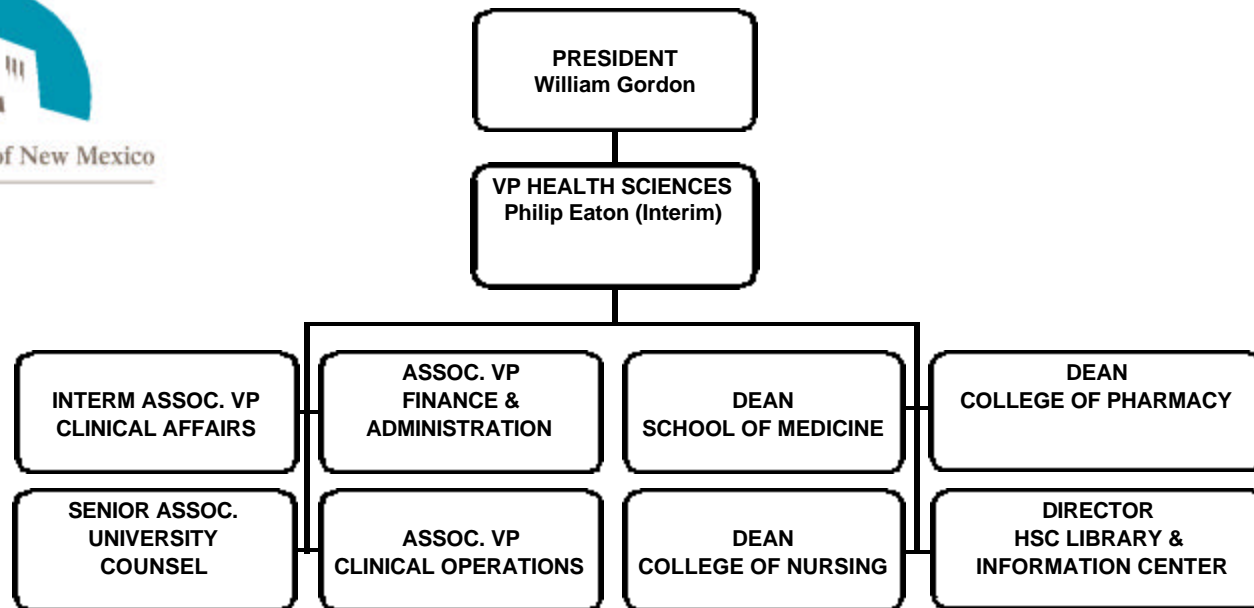 of New Mexico
PRESIDENT
William Gordon
VP HEALTH SCIENCES
Philip Eaton (Interim)
INTERM ASSOC. VP
CLINICAL AFFAIRS
ASSOC. VP
FINANCE &
ADMINISTRATION
DEAN
SCHOOL OF MEDICINE
DEAN
COLLEGE OF PHARMACY
SENIOR ASSOC.
UNIVERSITY
COUNSEL
ASSOC. VP
CLINICAL OPERATIONS
DEAN
COLLEGE OF NURSING
DIRECTOR
HSC LIBRARY &
INFORMATION CENTER